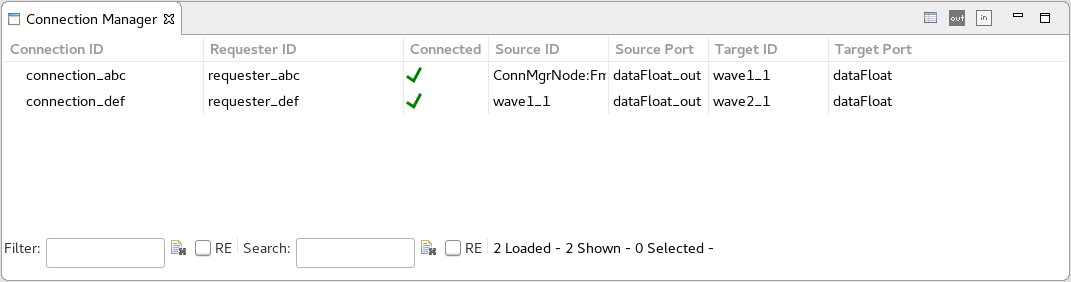 Connection Manager
out in
Connection ID Requester ID Connected Source ID Source Port Target ID Target Port
connection_abc requester_abc ConnMgrNode:Fm dataFloat_out wave1_1 dataFloat
connection_def requester_def wave1_1 dataFloat_out wave2_1 dataFloat
Filter: RE Search: RE 2 Loaded - 2 Shown - 0 Selected -